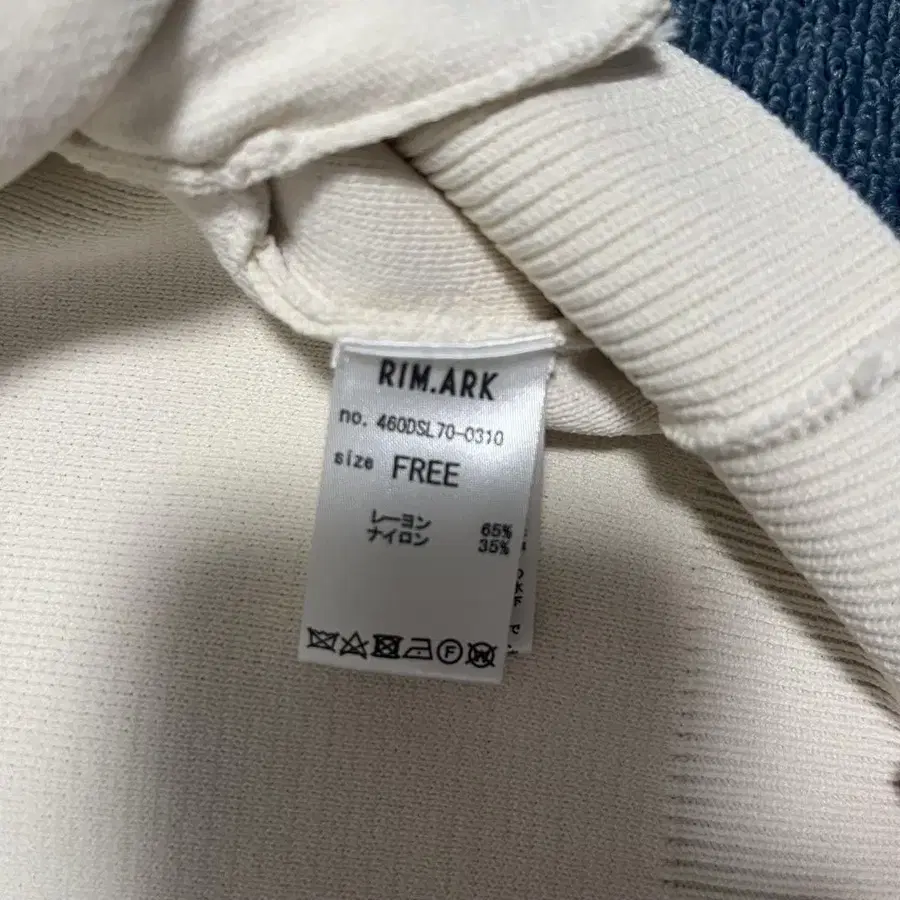 RIM.ARK
no. 460DSL70-0310
size FREE
レーヨン 65%
ナイロン 35%
F
W